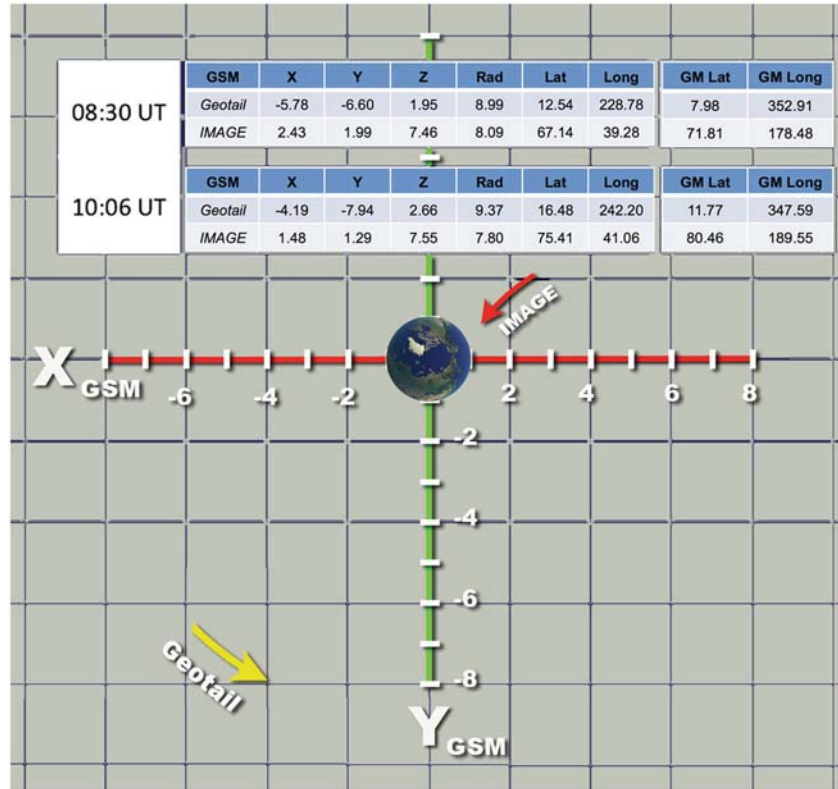 08:30 UT
GSM X Y Z Rad Lat Long GM Lat GM Long
Geotail -5.78 -6.60 1.95 8.99 12.54 228.78 7.98 352.91
IMAGE 2.43 1.99 7.46 8.09 67.14 39.28 71.81 178.48
10:06 UT
GSM X Y Z Rad Lat Long GM Lat GM Long
Geotail -4.19 -7.94 2.66 9.37 16.48 242.20 11.77 347.59
IMAGE 1.48 1.29 7.55 7.80 75.41 41.06 80.46 189.55
IMAGE
X GSM
-6 -4 -2 2 4 6 8
-2
-4
-6
Geotail
-8
Y GSM